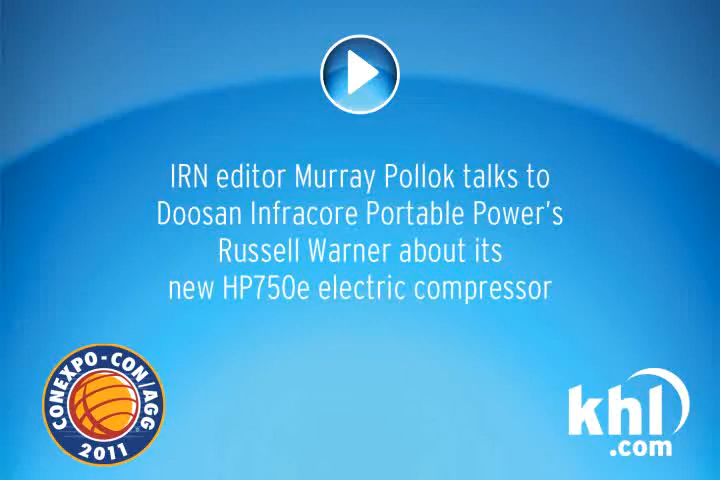 IRN editor Murray Pollok talks to
Doosan Infracore Portable Power's
Russell Warner about its
new HP750e electric compressor
CONEXPO-CON/AGG
2011
khl
.com